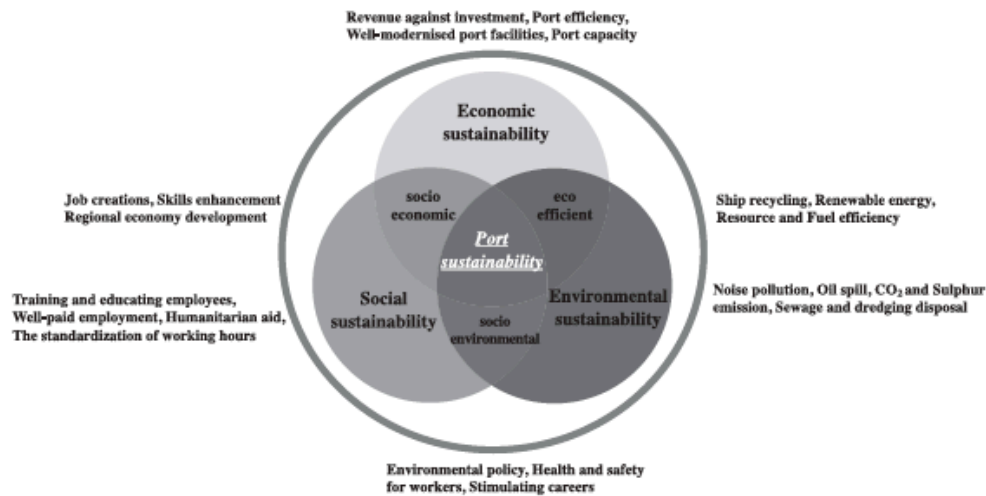 Revenue against investment, Port efficiency,
Well-modernised port facilities, Port capacity
Economic
sustainability
Job creations, Skills enhancement
Regional economy development
socio
economic
eco
efficient
Ship recycling, Renewable energy,
Resource and Fuel efficiency
Port
sustainability
Training and educating employees,
Well-paid employment, Humanitarian aid,
The standardization of working hours
Social
sustainability
Environmental
sustainability
Noise pollution, Oil spill, CO₂ and Sulphur
emission, Sewage and dredging disposal
socio
environmental
Environmental policy, Health and safety
for workers, Stimulating careers